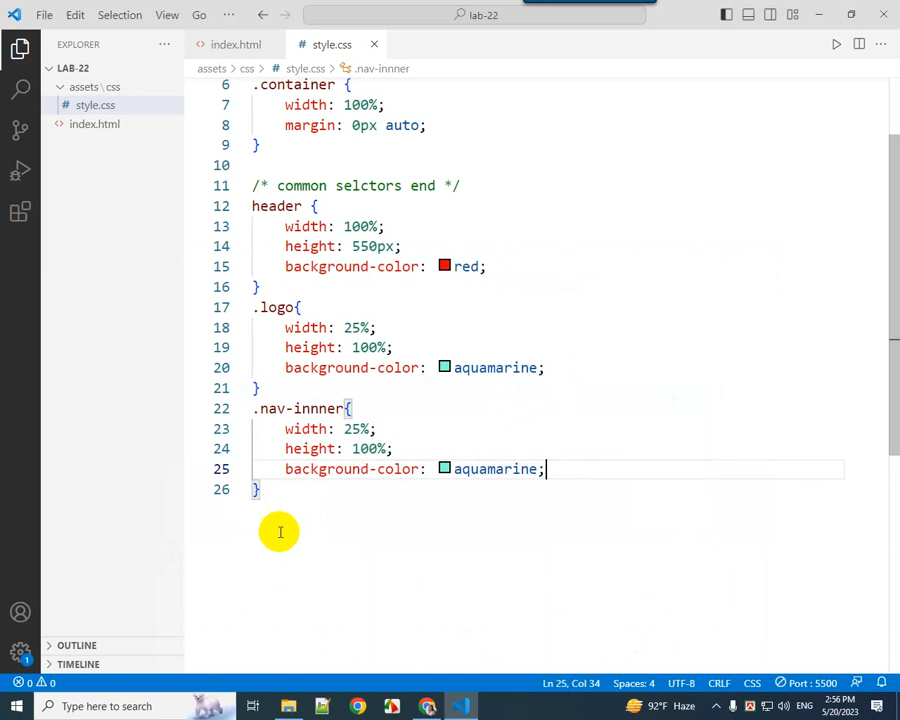 File Edit Selection View Go ··· lab-22
EXPLORER ···
index.html
style.css
LAB-22
assets \ css
style.css
index.html
assets > css > style.css > .nav-innner
6 .container {
7 width: 100%;
8 margin: 0px auto;
9 }
10
11 /* common selctors end */
12 header {
13 width: 100%;
14 height: 550px;
15 background-color: red;
16 }
17 .logo{
18 width: 25%;
19 height: 100%;
20 background-color: aquamarine;
21 }
22 .nav-innner{
23 width: 25%;
24 height: 100%;
25 background-color: aquamarine;
26 }
OUTLINE
TIMELINE
1
0 0 Ln 25, Col 34 Spaces: 4 UTF-8 CRLF CSS Port : 5500
Type here to search 92°F Haze 2:56 PM
5/20/2023